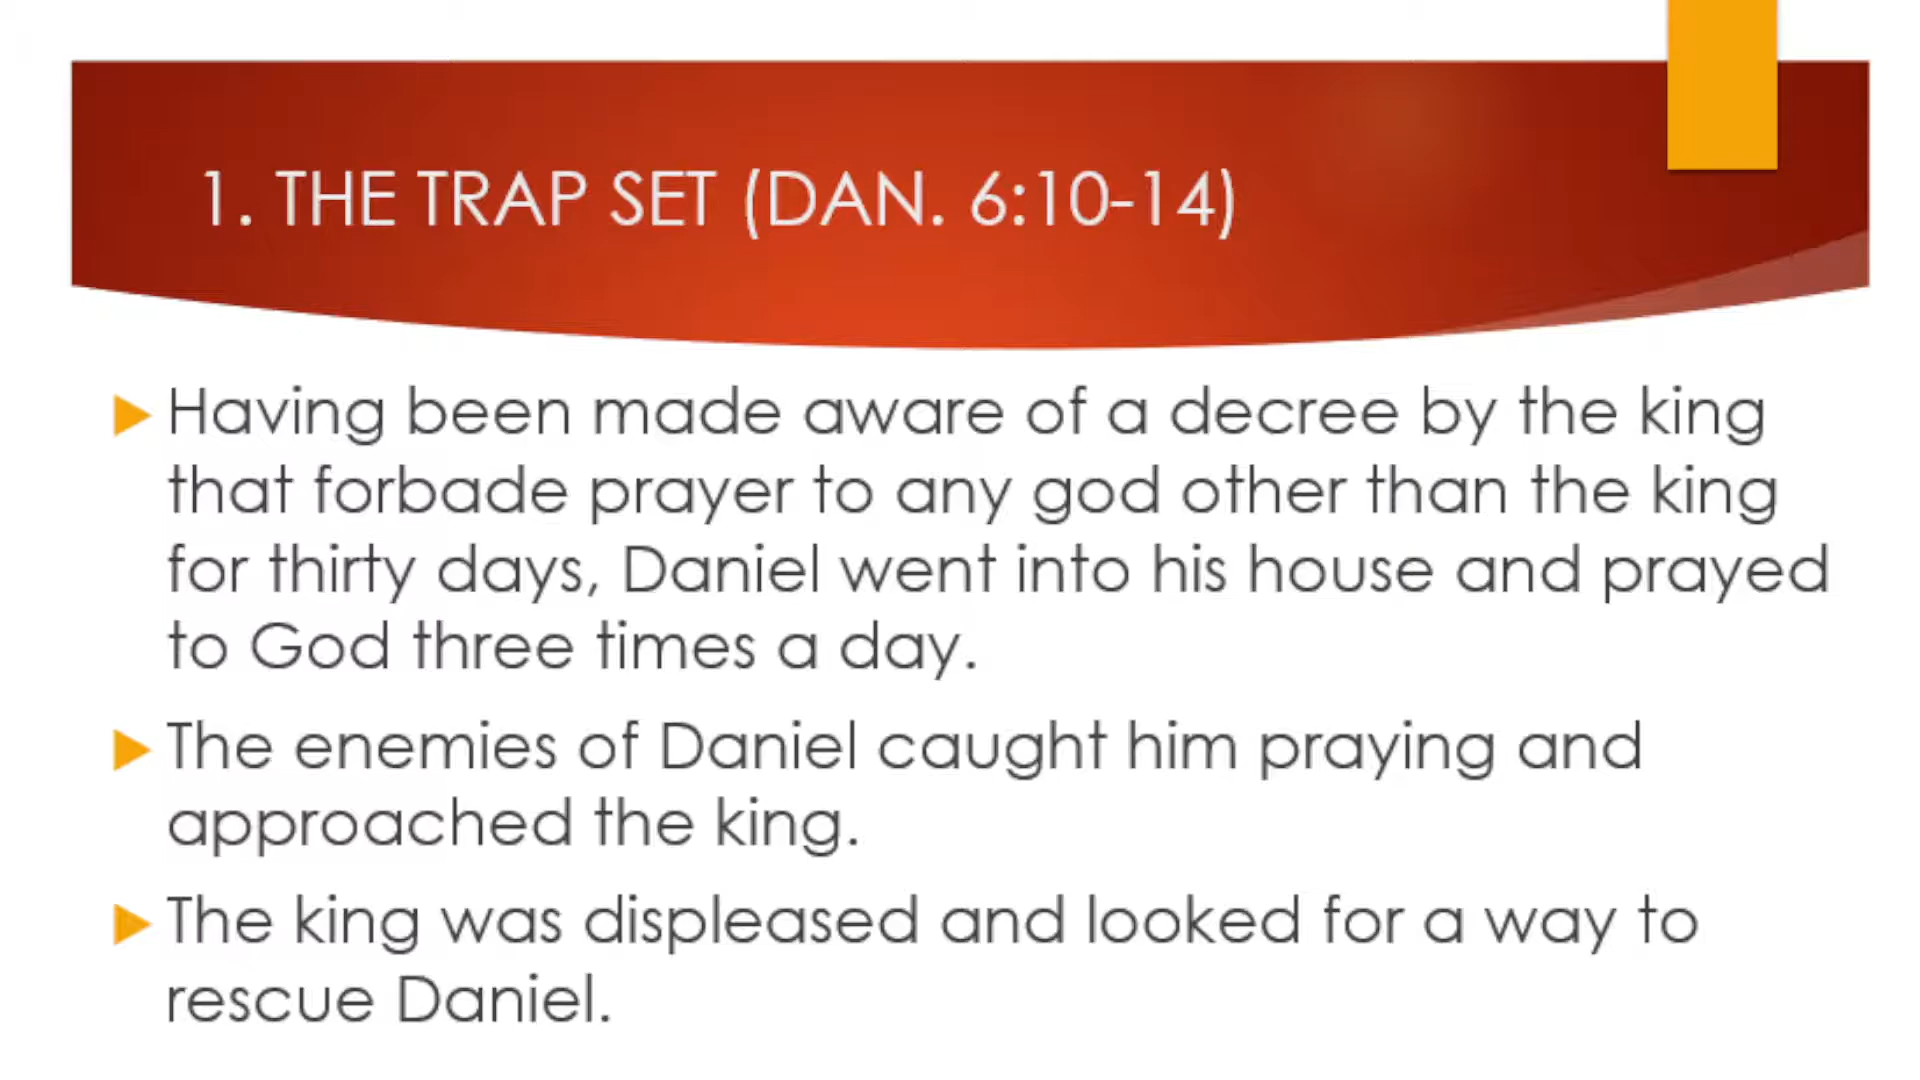 1. THE TRAP SET (DAN. 6:10-14)
Having been made aware of a decree by the king
that forbade prayer to any god other than the king
for thirty days, Daniel went into his house and prayed
to God three times a day.
The enemies of Daniel caught him praying and
approached the king.
The king was displeased and looked for a way to
rescue Daniel.